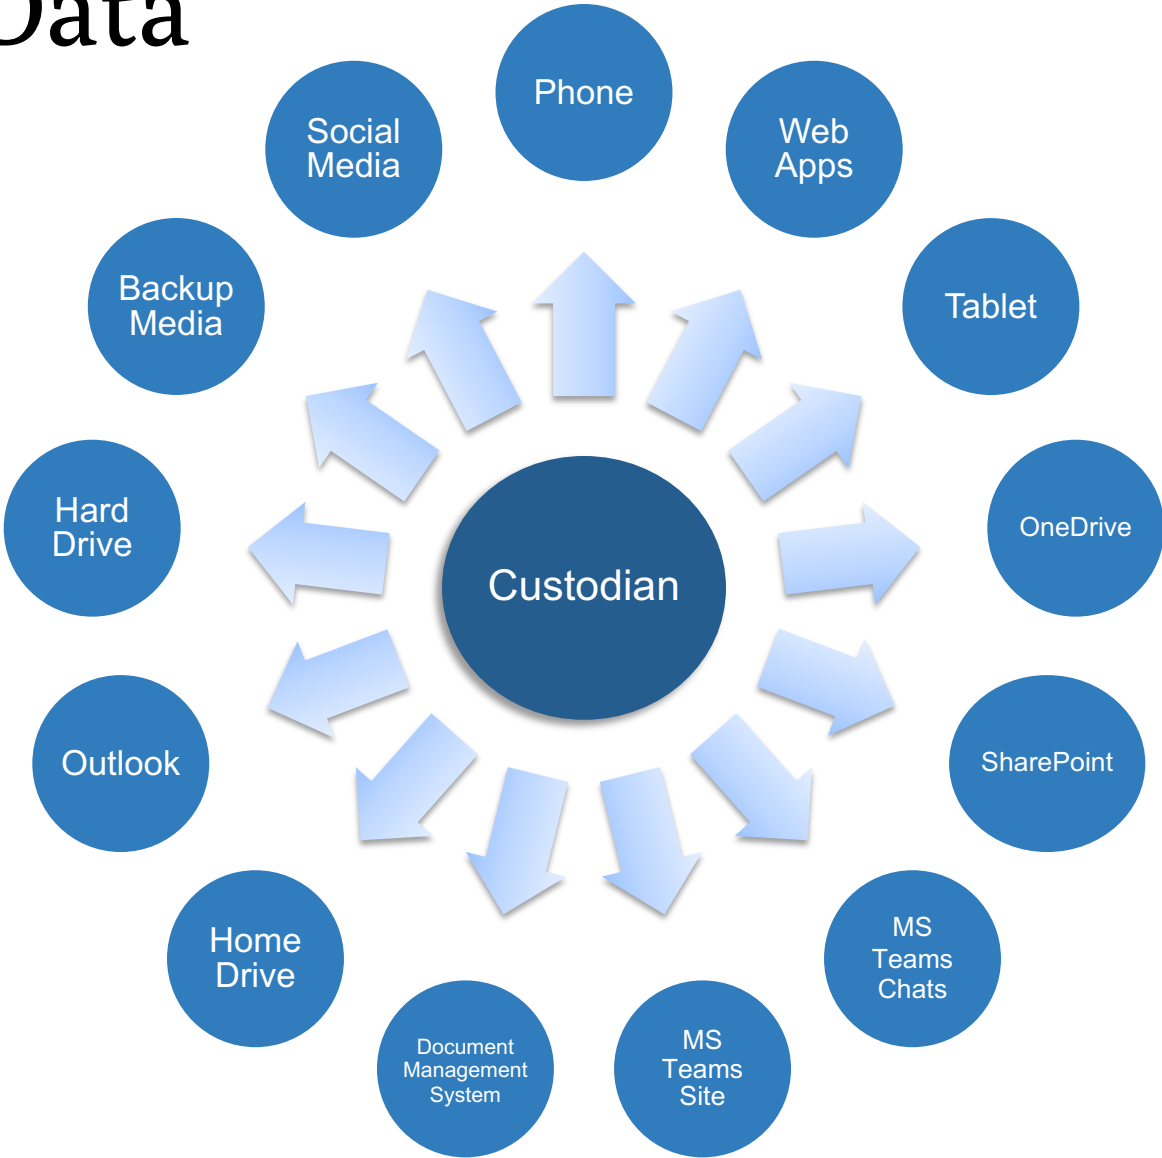 Data
Phone
Web
Apps
Tablet
OneDrive
SharePoint
MS
Teams
Chats
MS
Teams
Site
Document
Management
System
Home
Drive
Outlook
Hard
Drive
Backup
Media
Social
Media
Custodian